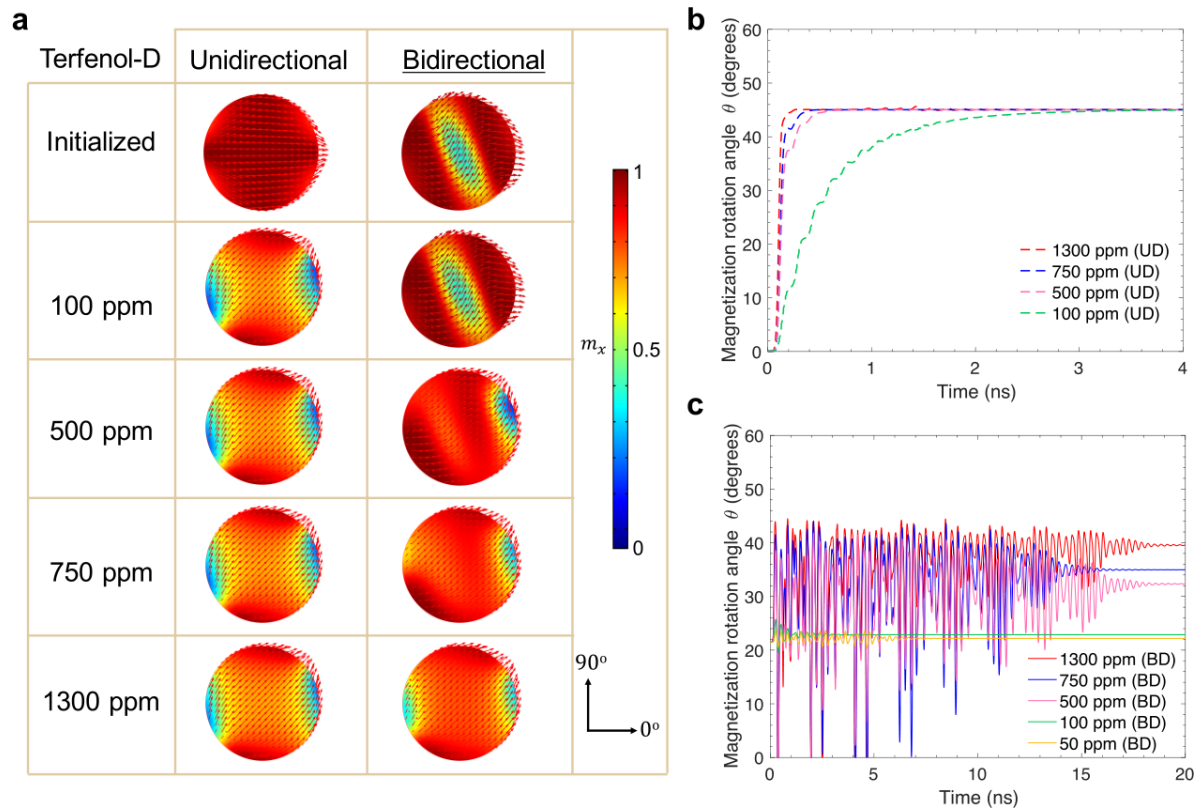 a
Terfenol-D Unidirectional Bidirectional
Initialized
100 ppm
500 ppm
750 ppm
1300 ppm
1
0.5
0
m_x
90°
0°
b
Magnetization rotation angle θ (degrees)
60
50
40
30
20
10
0
1300 ppm (UD)
750 ppm (UD)
500 ppm (UD)
100 ppm (UD)
0 1 2 3 4
Time (ns)
c
Magnetization rotation angle θ (degrees)
60
50
40
30
20
10
0
1300 ppm (BD)
750 ppm (BD)
500 ppm (BD)
100 ppm (BD)
50 ppm (BD)
0 5 10 15 20
Time (ns)